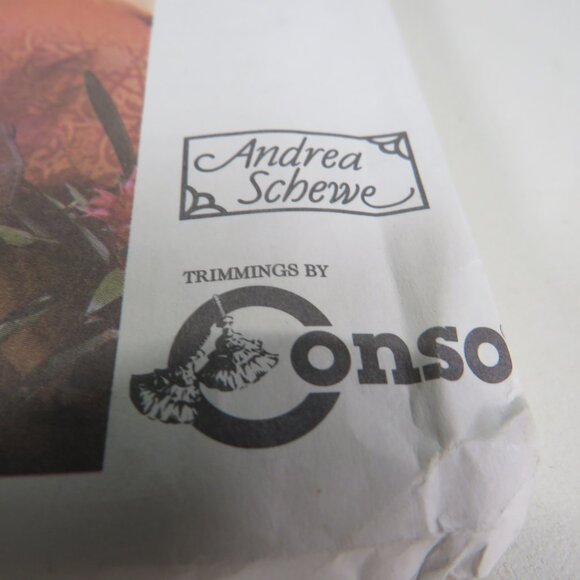 Andrea
Schewe
TRIMMINGS BY
Conso